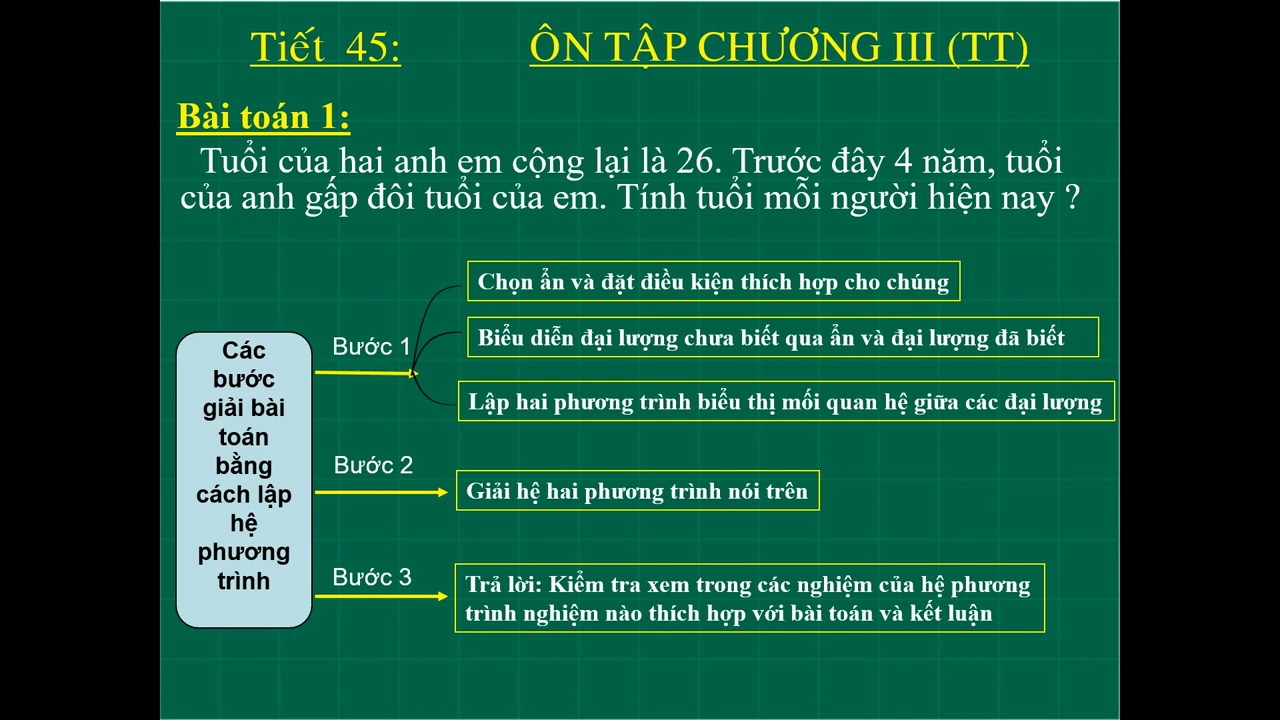 Tiết 45: ÔN TẬP CHƯƠNG III (TT)
Bài toán 1:
Tuổi của hai anh em cộng lại là 26. Trước đây 4 năm, tuổi
của anh gấp đôi tuổi của em. Tính tuổi mỗi người hiện nay ?
Các
bước
giải bài
toán
bằng
cách lập
hệ
phương
trình
Bước 1
Chọn ẩn và đặt điều kiện thích hợp cho chúng
Biểu diễn đại lượng chưa biết qua ẩn và đại lượng đã biết
Lập hai phương trình biểu thị mối quan hệ giữa các đại lượng
Bước 2
Giải hệ hai phương trình nói trên
Bước 3
Trả lời: Kiểm tra xem trong các nghiệm của hệ phương
trình nghiệm nào thích hợp với bài toán và kết luận